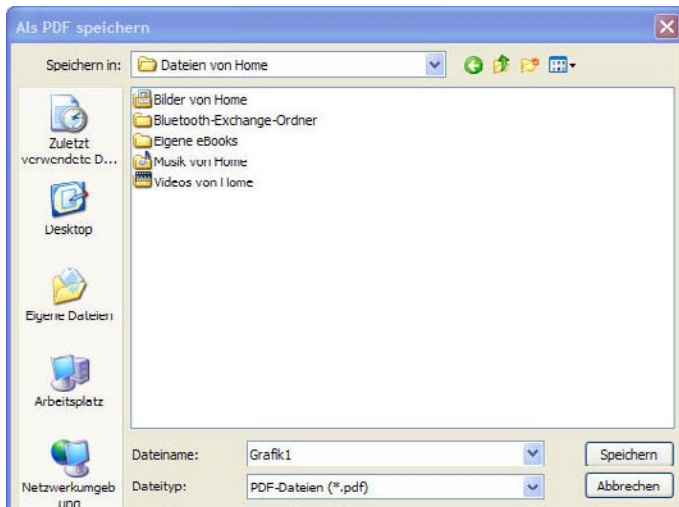 Als PDF speichern
Speichern in:
Dateien von Home
Zuletzt
verwendete D...
Desktop
Eigene Dateien
Arbeitsplatz
Netzwerkumgeb
ung
Bilder von Home
Bluetooth-Exchange-Ordner
Eigene eBooks
Musik von Home
Videos von Home
Dateiname:
Grafik1
Speichern
Dateityp:
PDF-Dateien (*.pdf)
Abbrechen